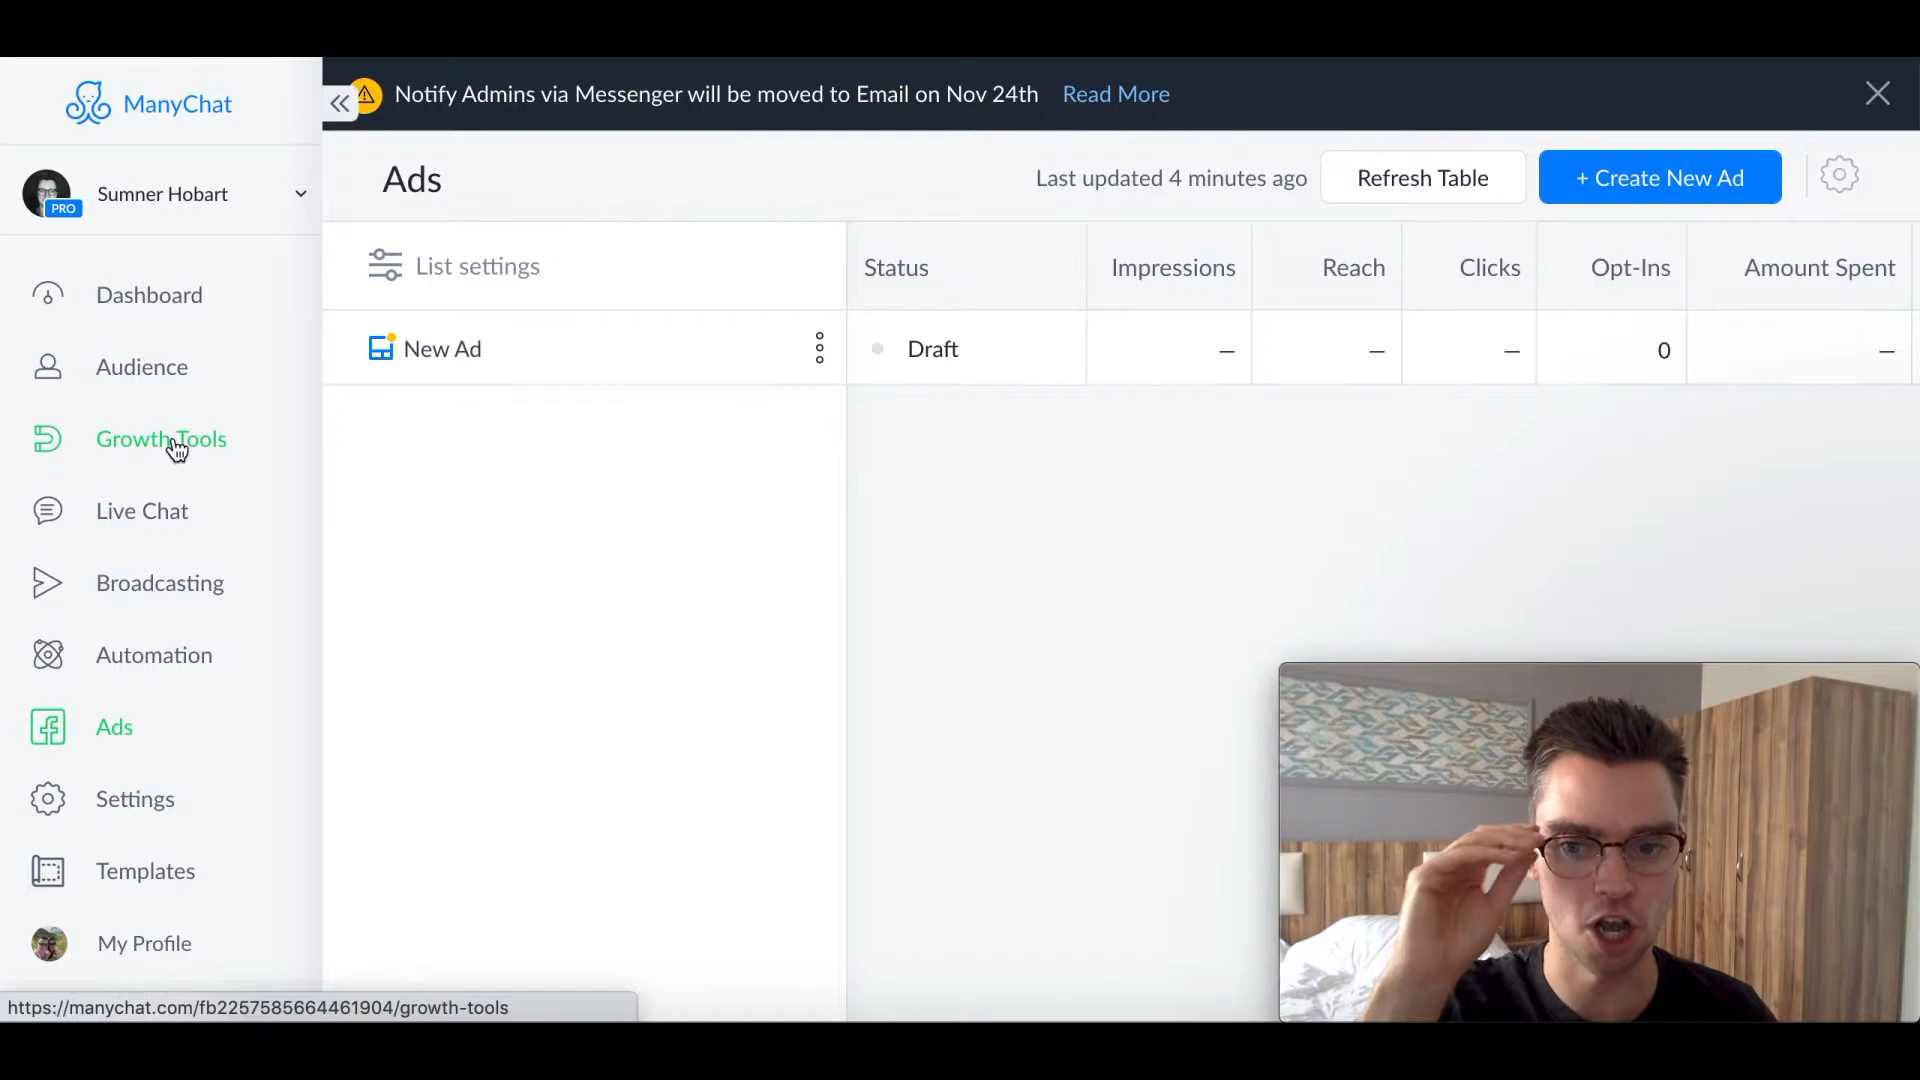 ManyChat
Notify Admins via Messenger will be moved to Email on Nov 24th Read More
PRO
Sumner Hobart
Ads
Last updated 4 minutes ago
Refresh Table
+ Create New Ad
List settings
Status
Impressions
Reach
Clicks
Opt-Ins
Amount Spent
New Ad
Draft
—
—
—
0
—
Dashboard
Audience
Growth Tools
Live Chat
Broadcasting
Automation
Ads
Settings
Templates
My Profile
https://manychat.com/fb2257585664461904/growth-tools